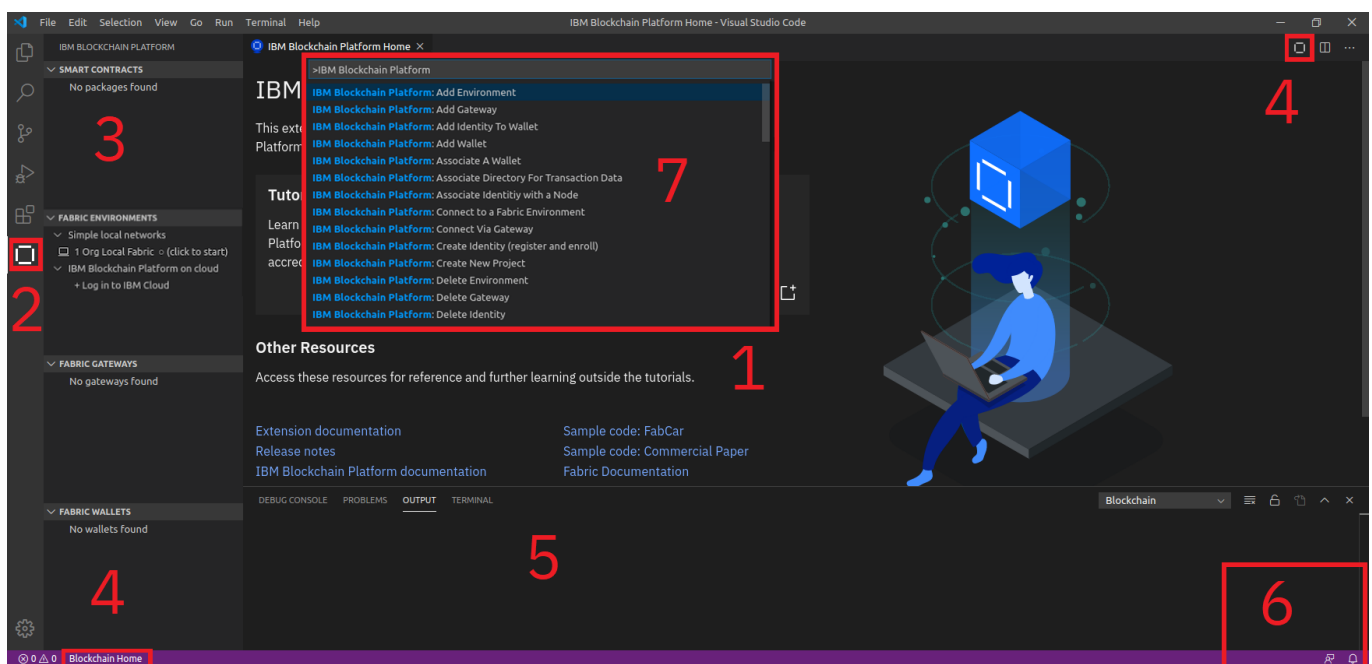 File Edit Selection View Go Run Terminal Help IBM Blockchain Platform Home - Visual Studio Code
IBM BLOCKCHAIN PLATFORM
IBM Blockchain Platform Home
SMART CONTRACTS
No packages found
3
FABRIC ENVIRONMENTS
Simple local networks
1 Org Local Fabric ○ (click to start)
IBM Blockchain Platform on cloud
+ Log in to IBM Cloud
2
FABRIC GATEWAYS
No gateways found
FABRIC WALLETS
No wallets found
4
>IBM Blockchain Platform
IBM Blockchain Platform: Add Environment
IBM Blockchain Platform: Add Gateway
IBM Blockchain Platform: Add Identity To Wallet
IBM Blockchain Platform: Add Wallet
IBM Blockchain Platform: Associate A Wallet
IBM Blockchain Platform: Associate Directory For Transaction Data
IBM Blockchain Platform: Associate Identitiy with a Node
IBM Blockchain Platform: Connect to a Fabric Environment
IBM Blockchain Platform: Connect Via Gateway
IBM Blockchain Platform: Create Identity (register and enroll)
IBM Blockchain Platform: Create New Project
IBM Blockchain Platform: Delete Environment
IBM Blockchain Platform: Delete Gateway
IBM Blockchain Platform: Delete Identity
7
4
IBM
This exte
Platform
Tuto
Learn
Platfo
accred
1
Other Resources
Access these resources for reference and further learning outside the tutorials.
Extension documentation Sample code: FabCar
Release notes Sample code: Commercial Paper
IBM Blockchain Platform documentation Fabric Documentation
DEBUG CONSOLE PROBLEMS OUTPUT TERMINAL Blockchain
5
6
0 0 Blockchain Home